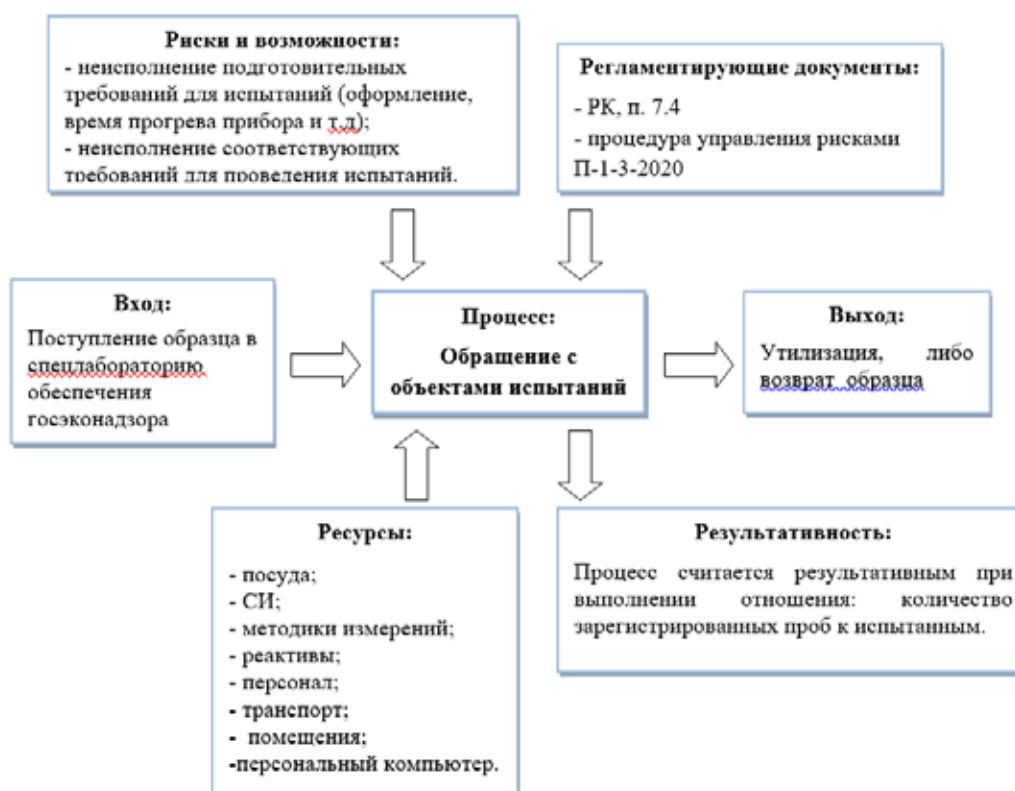 Риски и возможности:
- неисполнение подготовительных
требований для испытаний (оформление,
время прогрева прибора и т.д);
- неисполнение соответствующих
требований для проведения испытаний.
Регламентирующие документы:
- РК, п. 7.4
- процедура управления рисками
П-1-3-2020
Вход:
Поступление образца в
спецлабораторию
обеспечения
госэконадзора
Процесс:
Обращение с
объектами испытаний
Выход:
Утилизация, либо
возврат образца
Ресурсы:
- посуда;
- СИ;
- методики измерений;
- реактивы;
- персонал;
- транспорт;
- помещения;
-персональный компьютер.
Результативность:
Процесс считается результативным при
выполнении отношения: количество
зарегистрированных проб к испытанным.